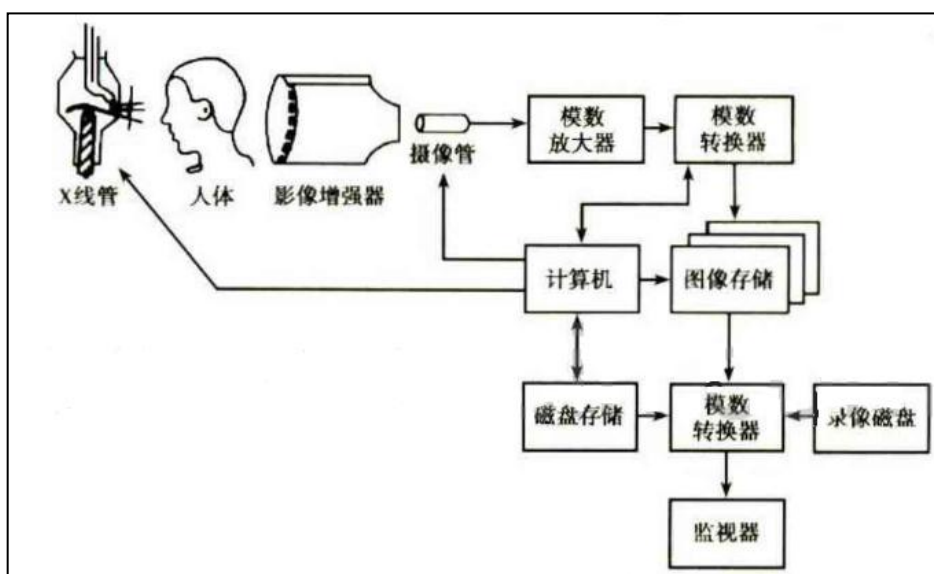 模数
放大器
模数
转换器
摄像管
X线管
人体
影像增强器
计算机
图像存储
磁盘存储
模数
转换器
录像磁盘
监视器